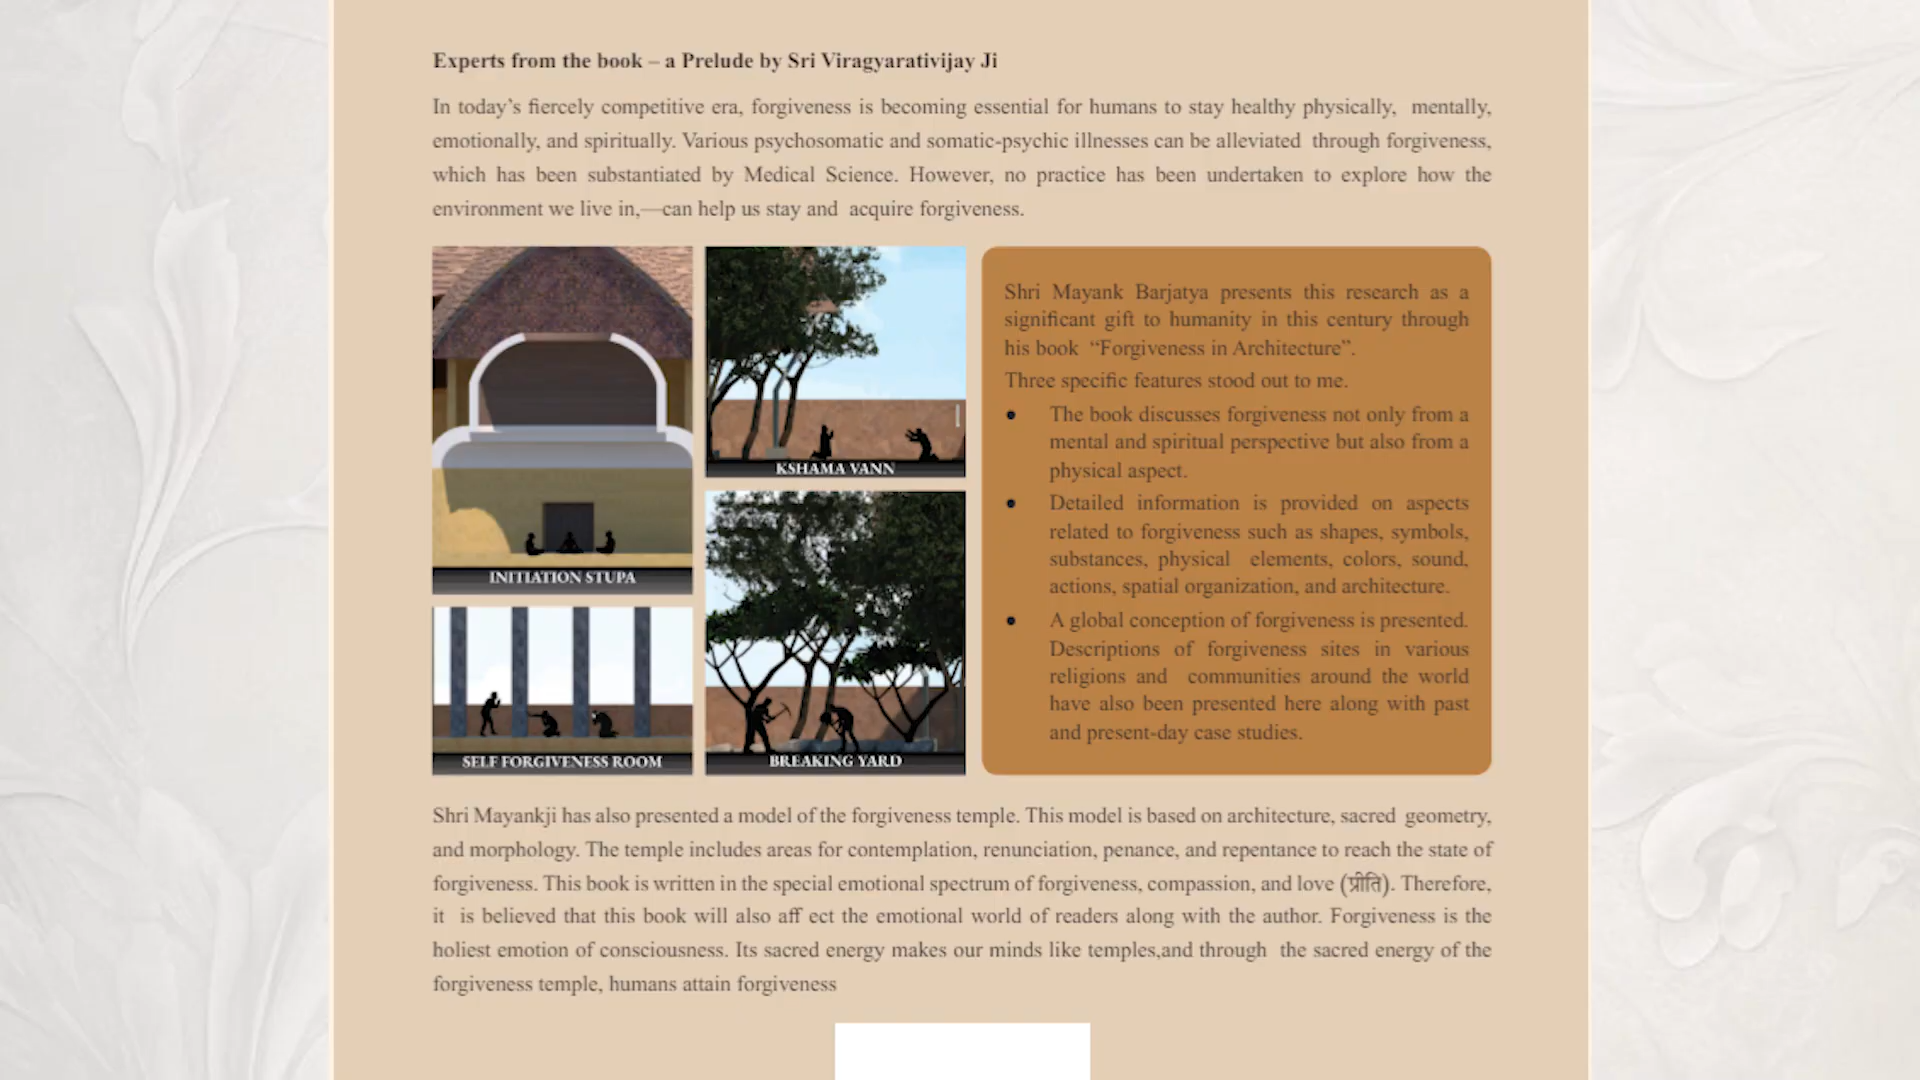 Experts from the book – a Prelude by Sri Viragyarativijay Ji
In today's fiercely competitive era, forgiveness is becoming essential for humans to stay healthy physically, mentally,
emotionally, and spiritually. Various psychosomatic and somatic-psychic illnesses can be alleviated through forgiveness,
which has been substantiated by Medical Science. However, no practice has been undertaken to explore how the
environment we live in,—can help us stay and acquire forgiveness.
INITIATION STUPA
SELF FORGIVENESS ROOM
KSHAMA VANN
BREAKING YARD
Shri Mayank Barjatya presents this research as a
significant gift to humanity in this century through
his book “Forgiveness in Architecture”.
Three specific features stood out to me.
● The book discusses forgiveness not only from a
mental and spiritual perspective but also from a
physical aspect.
● Detailed information is provided on aspects
related to forgiveness such as shapes, symbols,
substances, physical elements, colors, sound,
actions, spatial organization, and architecture.
● A global conception of forgiveness is presented.
Descriptions of forgiveness sites in various
religions and communities around the world
have also been presented here along with past
and present-day case studies.
Shri Mayankji has also presented a model of the forgiveness temple. This model is based on architecture, sacred geometry,
and morphology. The temple includes areas for contemplation, renunciation, penance, and repentance to reach the state of
forgiveness. This book is written in the special emotional spectrum of forgiveness, compassion, and love (प्रीति). Therefore,
it is believed that this book will also aff ect the emotional world of readers along with the author. Forgiveness is the
holiest emotion of consciousness. Its sacred energy makes our minds like temples,and through the sacred energy of the
forgiveness temple, humans attain forgiveness